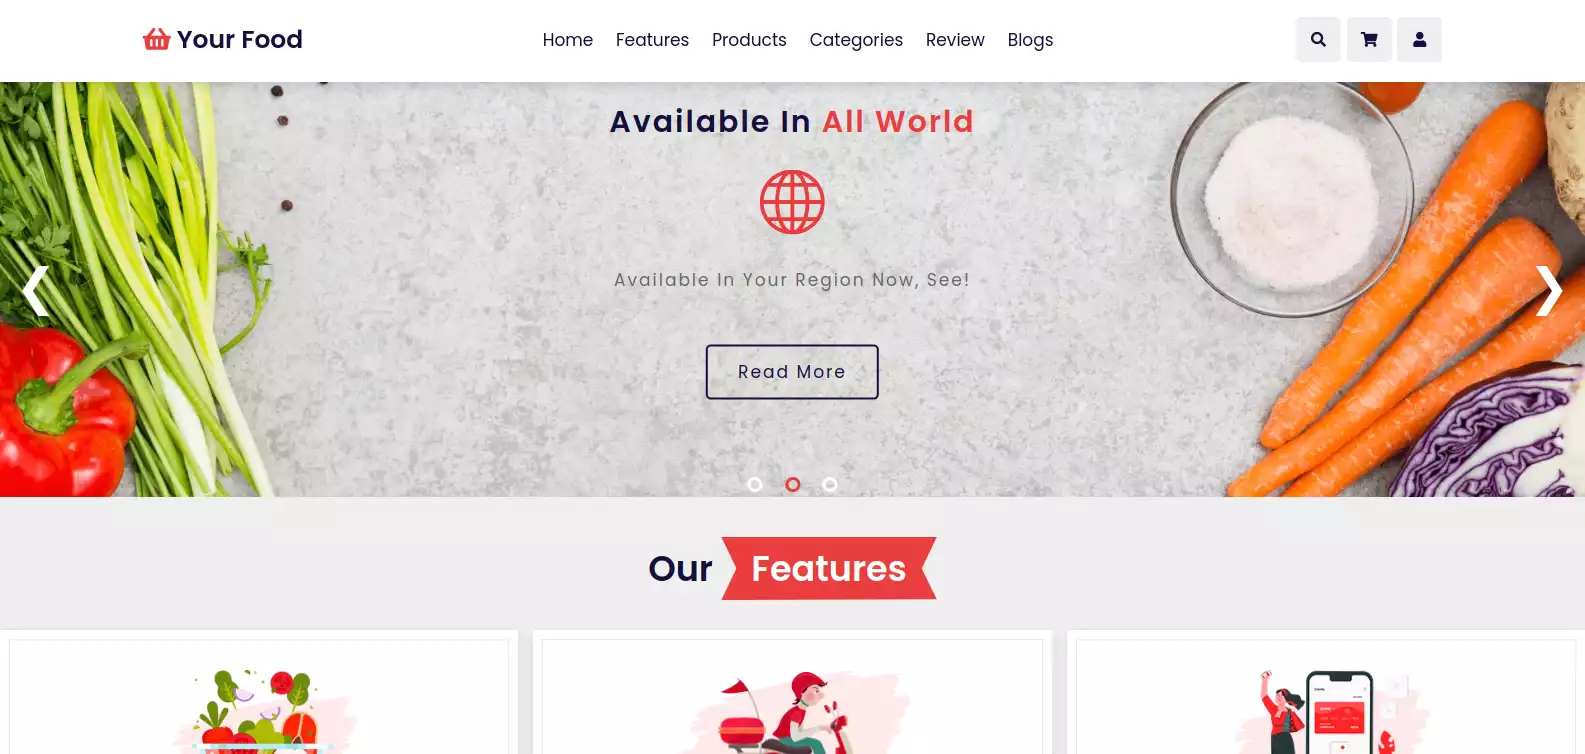 Your Food
Home Features Products Categories Review Blogs
Available In All World
Available In Your Region Now, See!
Read More
Our Features